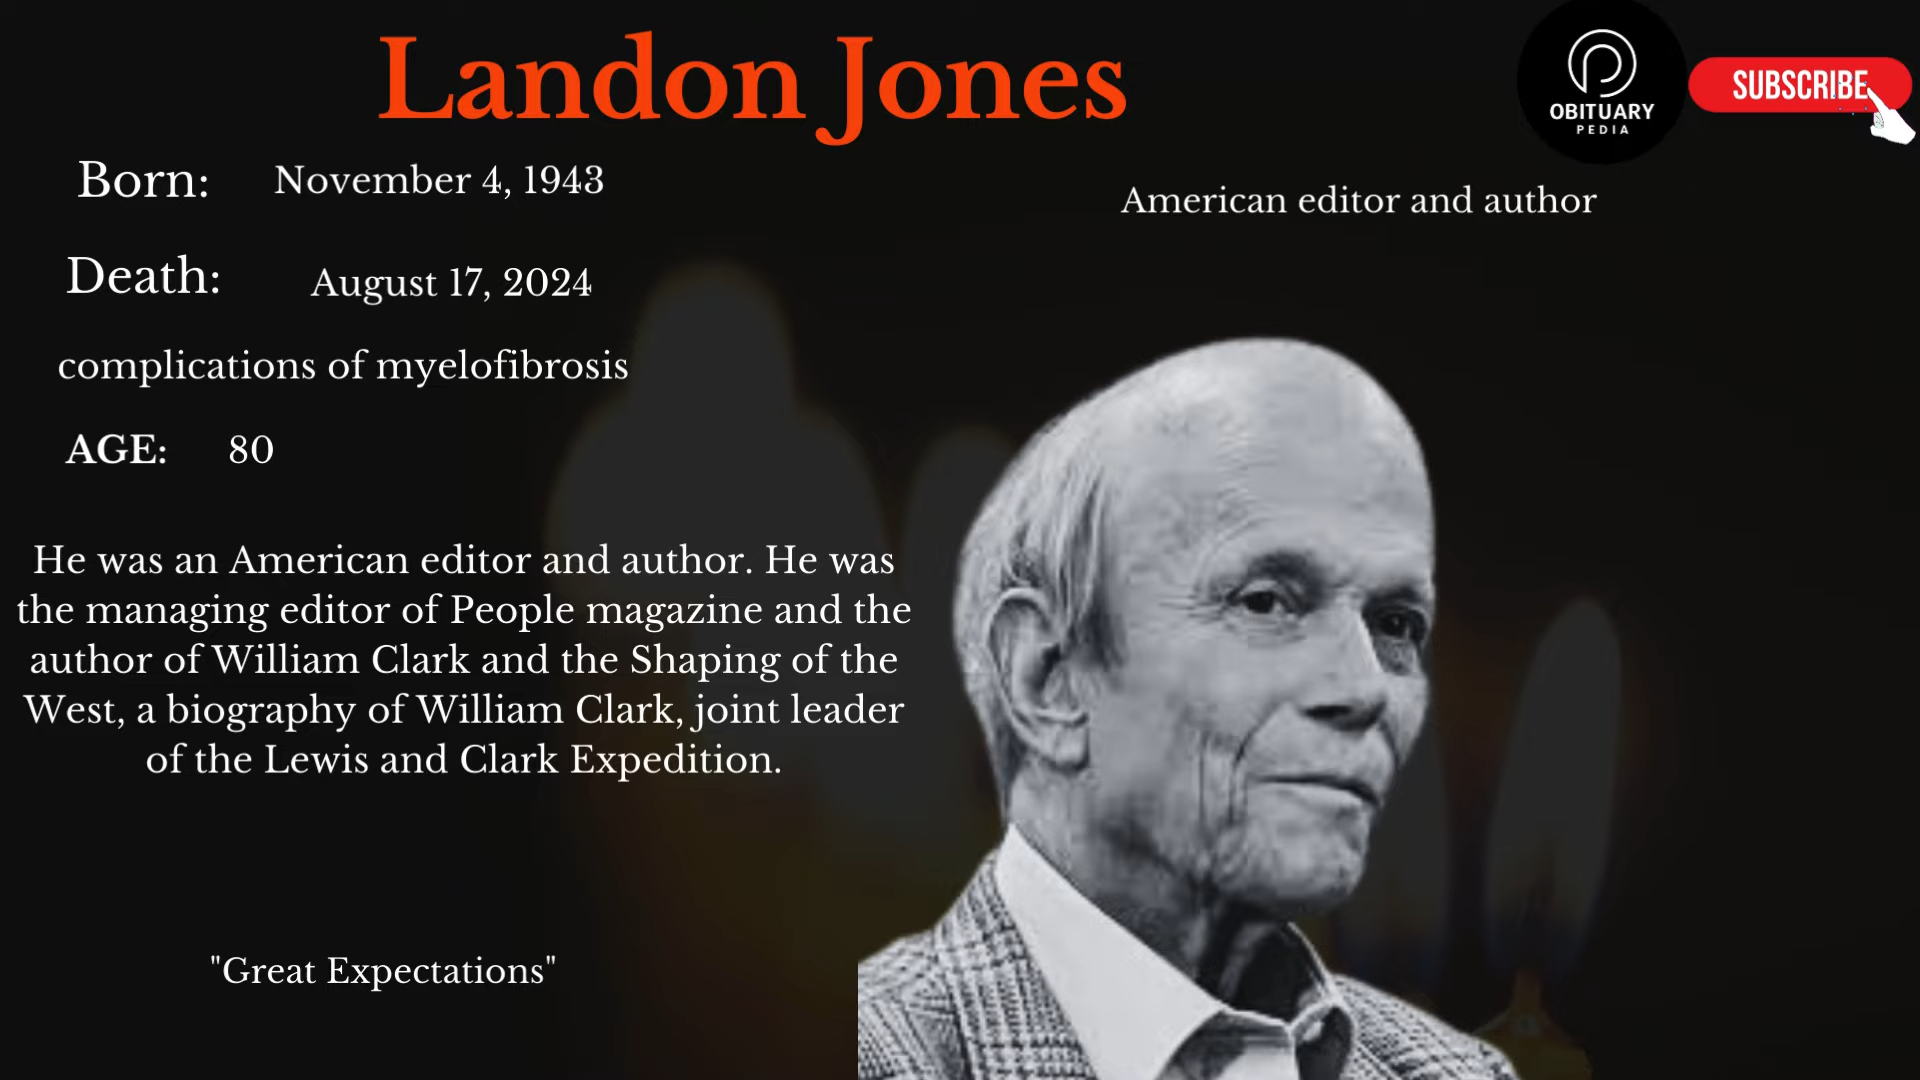 Landon Jones
OBITUARY
PEDIA
SUBSCRIBE
Born: November 4, 1943
American editor and author
Death: August 17, 2024
complications of myelofibrosis
AGE: 80
He was an American editor and author. He was
the managing editor of People magazine and the
author of William Clark and the Shaping of the
West, a biography of William Clark, joint leader
of the Lewis and Clark Expedition.
"Great Expectations"